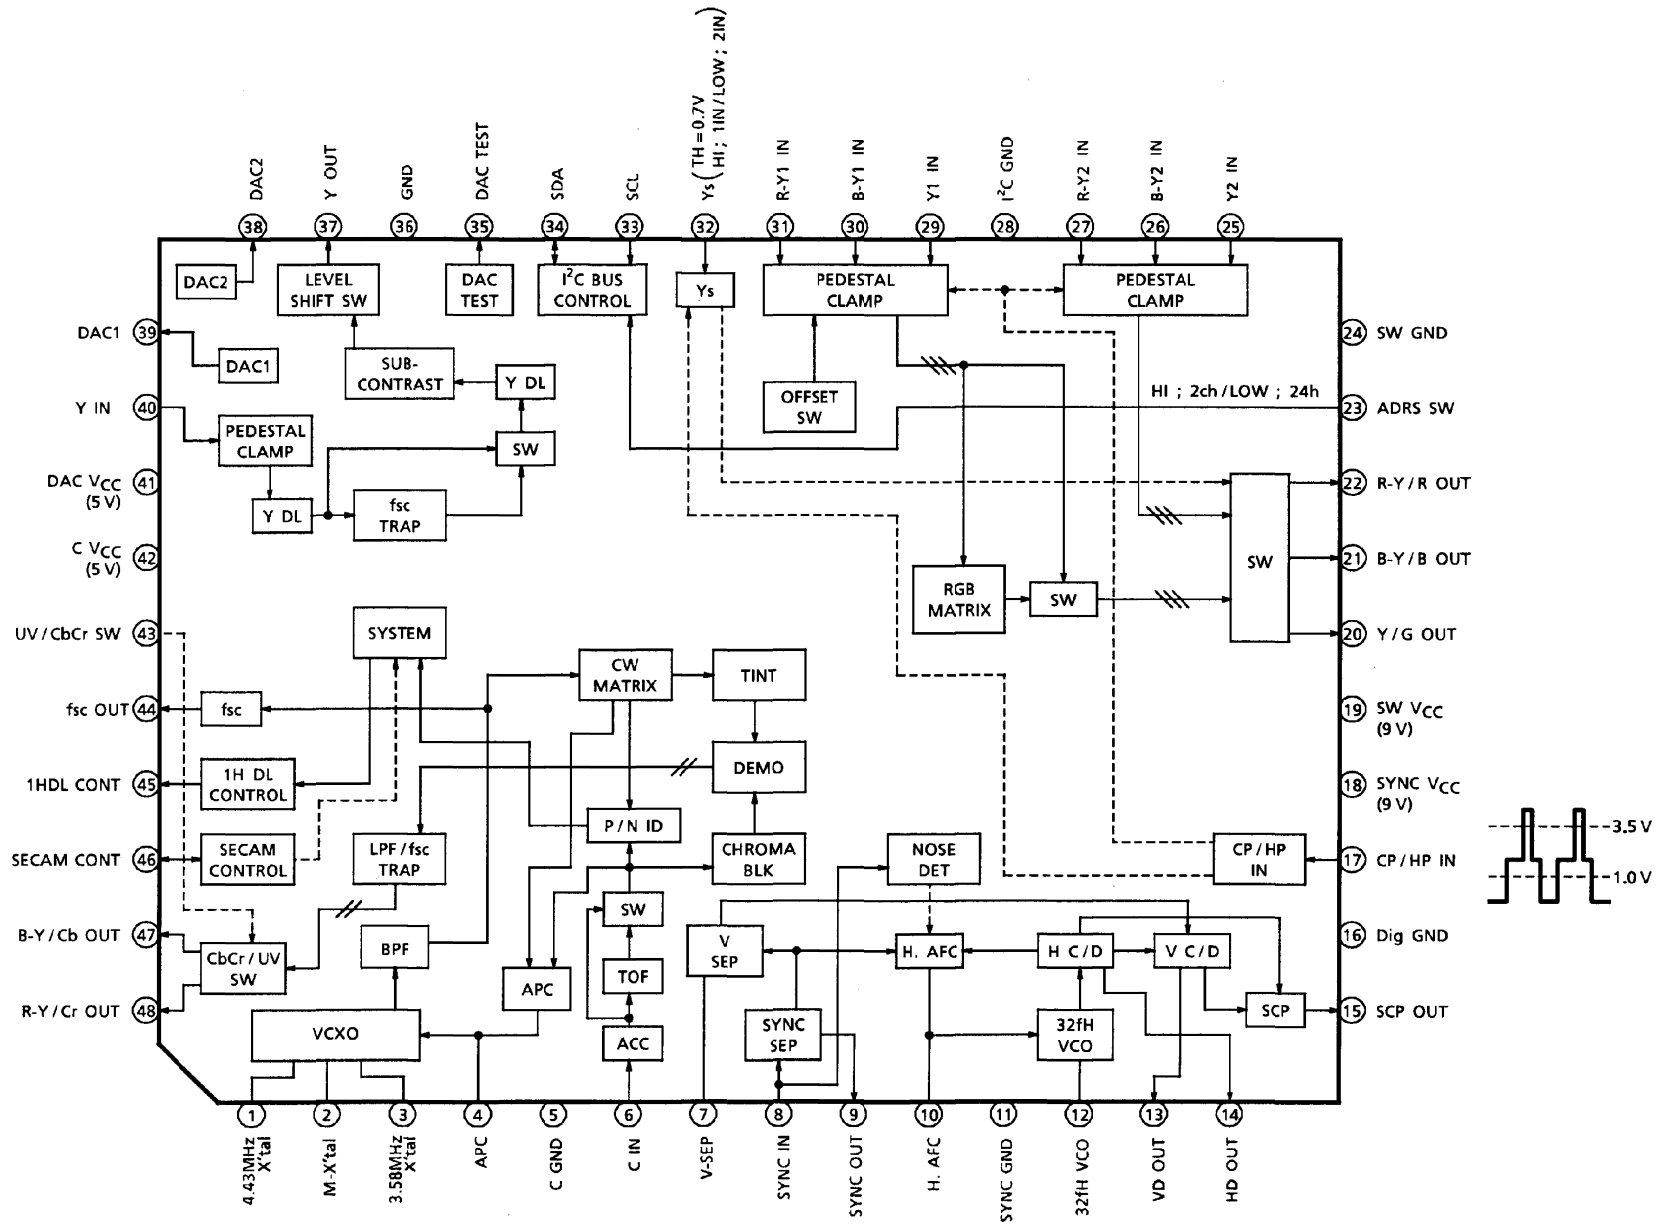 Ys (TH=0.7V
HI ; 1IN/LOW ; 2IN)
DAC2
Y OUT
GND
DAC TEST
SDA
SCL
R-Y1 IN
B-Y1 IN
Y1 IN
I²C GND
R-Y2 IN
B-Y2 IN
Y2 IN
38
37
36
35
34
33
32
31
30
29
28
27
26
25
DAC2
LEVEL
SHIFT SW
DAC
TEST
I²C BUS
CONTROL
Ys
PEDESTAL
CLAMP
PEDESTAL
CLAMP
DAC1 39
DAC1
SUB-
CONTRAST
Y DL
OFFSET
SW
24 SW GND
HI ; 2ch/LOW ; 24h
23 ADRS SW
Y IN 40
PEDESTAL
CLAMP
SW
DAC VCC 41
(5 V)
Y DL
fsc
TRAP
22 R-Y/R OUT
C VCC 42
(5 V)
SW
21 B-Y/B OUT
RGB
MATRIX
SW
UV/CbCr SW 43
SYSTEM
20 Y/G OUT
CW
MATRIX
TINT
fsc OUT 44
fsc
19 SW VCC
(9 V)
1HDL CONT 45
1H DL
CONTROL
DEMO
18 SYNC VCC
(9 V)
P/N ID
SECAM CONT 46
SECAM
CONTROL
LPF/fsc
TRAP
CHROMA
BLK
NOSE
DET
CP/HP
IN
17 CP/HP IN
3.5 V
1.0 V
SW
B-Y/Cb OUT 47
CbCr/UV
SW
BPF
APC
TOF
V
SEP
H. AFC
H C/D
V C/D
16 Dig GND
R-Y/Cr OUT 48
VCXO
ACC
SYNC
SEP
32fH
VCO
SCP
15 SCP OUT
1
2
3
4
5
6
7
8
9
10
11
12
13
14
4.43MHz
X'tal
M-X'tal
3.58MHz
X'tal
APC
C GND
C IN
V-SEP
SYNC IN
SYNC OUT
H. AFC
SYNC GND
32fH VCO
VD OUT
HD OUT